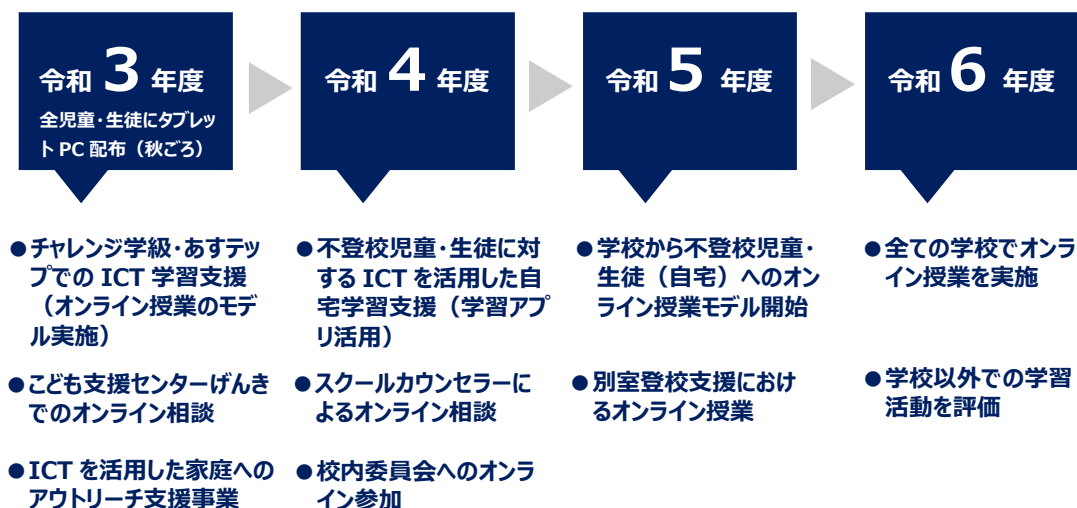 令和 3 年度
全児童・生徒にタブレッ
ト PC 配布（秋ごろ）
●チャレンジ学級・あすテッ
プでの ICT 学習支援
（オンライン授業のモデ
ル実施）
●こども支援センターげんき
でのオンライン相談
●ICT を活用した家庭への
アウトリーチ支援事業
令和 4 年度
●不登校児童・生徒に対
する ICT を活用した自
宅学習支援（学習アプ
リ活用）
●スクールカウンセラーに
よるオンライン相談
●校内委員会へのオンラ
イン参加
令和 5 年度
●学校から不登校児童・
生徒（自宅）へのオン
ライン授業モデル開始
●別室登校支援におけ
るオンライン授業
令和 6 年度
●全ての学校でオンラ
イン授業を実施
●学校以外での学習
活動を評価